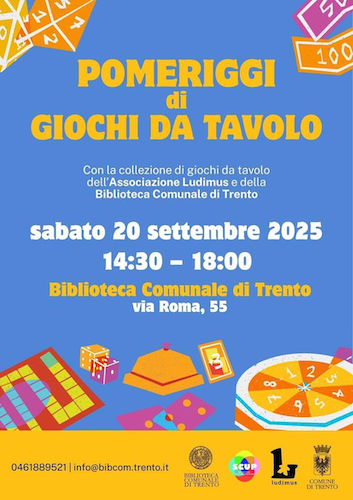 POMERIGGI
di
GIOCHI DA TAVOLO
Con la collezione di giochi da tavolo
dell'Associazione Ludimus e della
Biblioteca Comunale di Trento
sabato 20 settembre 2025
14:30 – 18:00
Biblioteca Comunale di Trento
via Roma, 55
0461889521 | info@bibcom.trento.it
BIBLIOTECA
COMUNALE
DI TRENTO
SCUP
ludimus
COMUNE
DI TRENTO
100
3